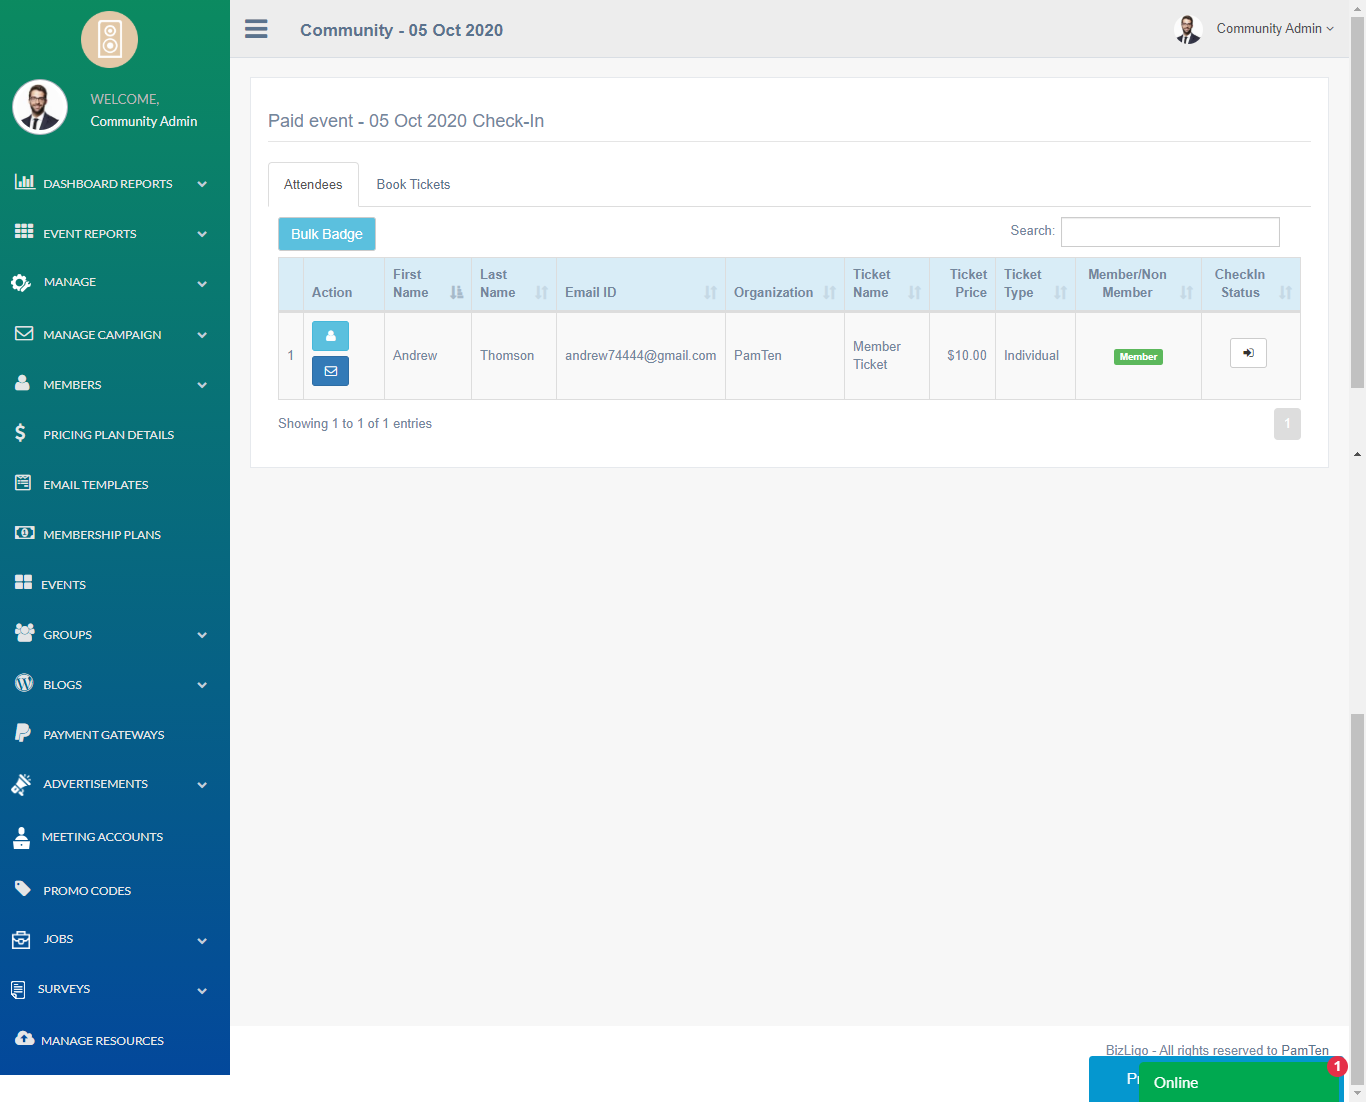 Community - 05 Oct 2020
Community Admin
WELCOME,
Community Admin
DASHBOARD REPORTS
EVENT REPORTS
MANAGE
MANAGE CAMPAIGN
MEMBERS
PRICING PLAN DETAILS
EMAIL TEMPLATES
MEMBERSHIP PLANS
EVENTS
GROUPS
BLOGS
PAYMENT GATEWAYS
ADVERTISEMENTS
MEETING ACCOUNTS
PROMO CODES
JOBS
SURVEYS
MANAGE RESOURCES
Paid event - 05 Oct 2020 Check-In
Attendees Book Tickets
Bulk Badge Search:
First Last Ticket Ticket Ticket Member/Non CheckIn
Action Name Name Email ID Organization Name Price Type Member Status
1 Andrew Thomson andrew74444@gmail.com PamTen Member $10.00 Individual Member
Ticket
Showing 1 to 1 of 1 entries 1
BizLigo - All rights reserved to PamTen
Online 1